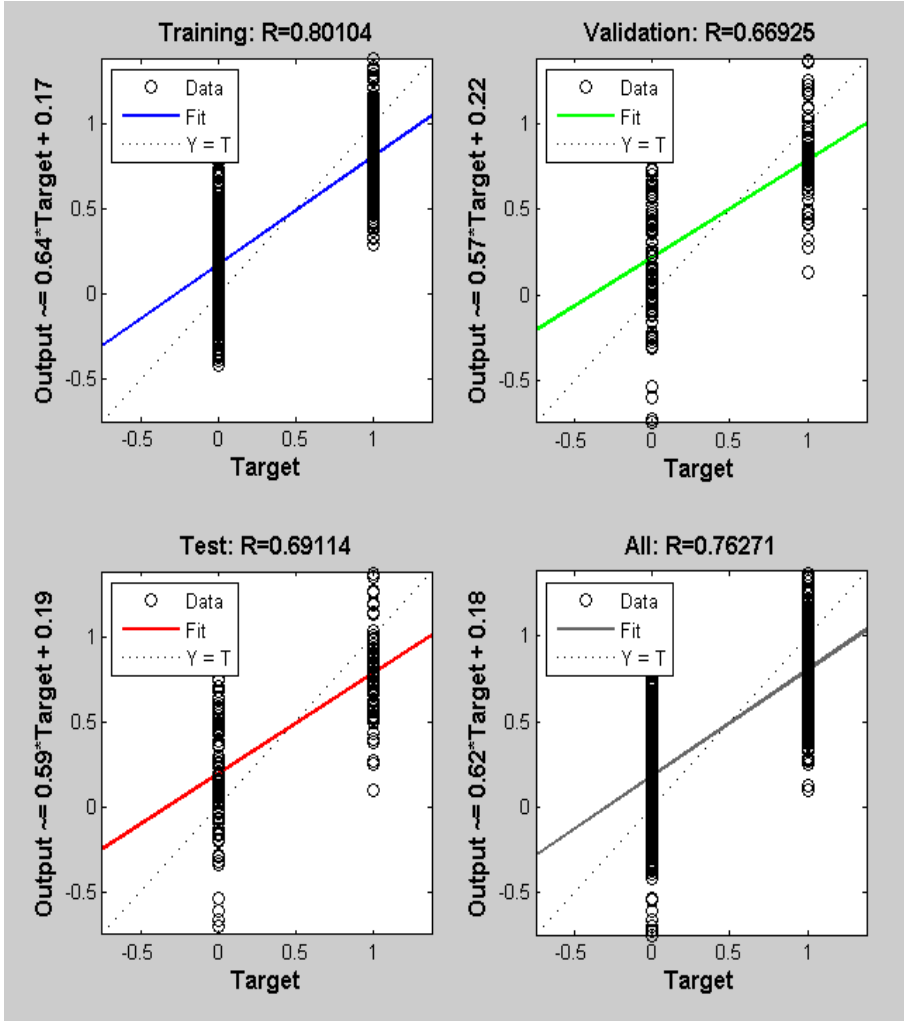 Training: R=0.80104
Output ~= 0.64*Target + 0.17
Data
Fit
Y = T
1
0.5
0
-0.5
-0.5 0 0.5 1
Target
Validation: R=0.66925
Output ~= 0.57*Target + 0.22
Data
Fit
Y = T
1
0.5
0
-0.5
-0.5 0 0.5 1
Target
Test: R=0.69114
Output ~= 0.59*Target + 0.19
Data
Fit
Y = T
1
0.5
0
-0.5
-0.5 0 0.5 1
Target
All: R=0.76271
Output ~= 0.62*Target + 0.18
Data
Fit
Y = T
1
0.5
0
-0.5
-0.5 0 0.5 1
Target